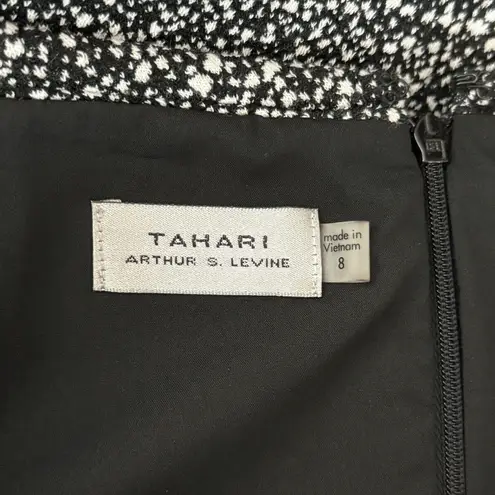 TAHARI
ARTHUR S. LEVINE
made in
Vietnam
8